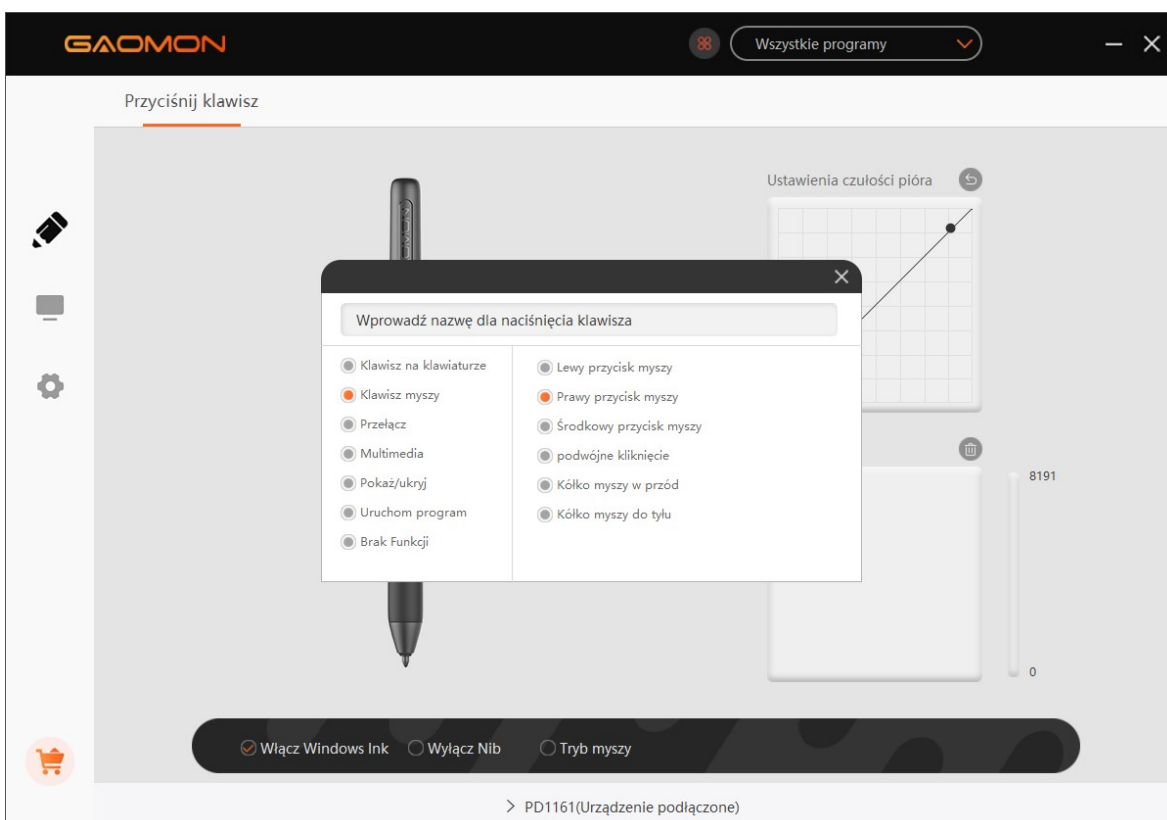 GAOMON
Wszystkie programy
Przyciśnij klawisz
Ustawienia czułości pióra
Wprowadź nazwę dla naciśnięcia klawisza
Klawisz na klawiaturze
Klawisz myszy
Przełącz
Multimedia
Pokaż/ukryj
Uruchom program
Brak Funkcji
Lewy przycisk myszy
Prawy przycisk myszy
Środkowy przycisk myszy
podwójne kliknięcie
Kółko myszy w przód
Kółko myszy do tyłu
8191
0
Włącz Windows Ink
Wyłącz Nib
Tryb myszy
PD1161(Urządzenie podłączone)